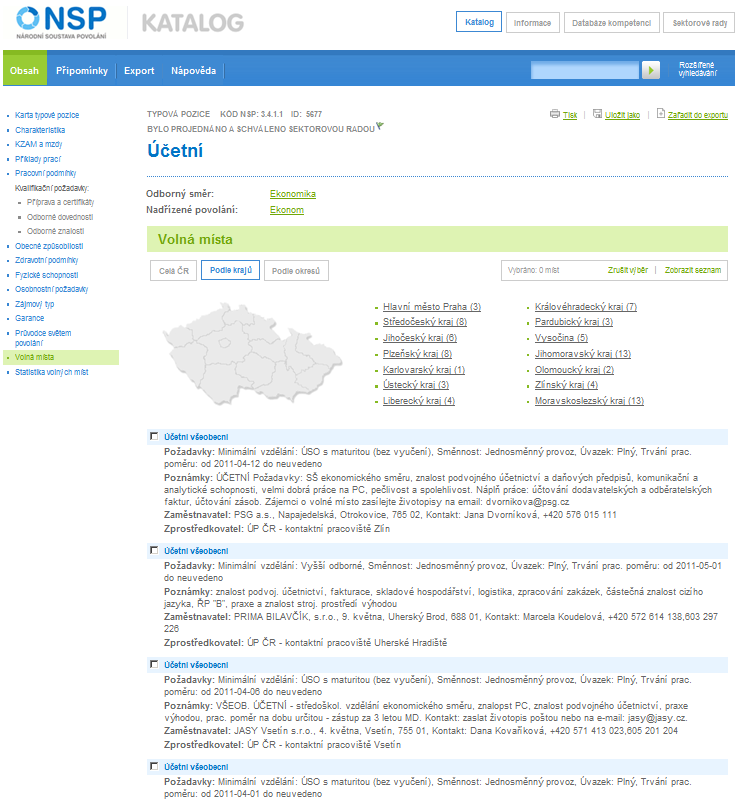 NSP
NÁRODNÍ SOUSTAVA POVOLÁNÍ
KATALOG
Katalog
Informace
Databáze kompetencí
Sektorové rady
Obsah
Připomínky
Export
Nápověda
Rozšířené
vyhledávání
Karta typové pozice
Charakteristika
KZAM a mzdy
Příklady prací
Pracovní podmínky
Kvalifikační požadavky:
Příprava a certifikáty
Odborné dovednosti
Odborné znalosti
Obecné způsobilosti
Zdravotní podmínky
Fyzické schopnosti
Osobnostní požadavky
Zájmový typ
Garance
Průvodce světem
povolání
Volná místa
Statistika volných míst
TYPOVÁ POZICE KÓD NSP: 3.4.1.1 ID: 5677
BYLO PROJEDNÁNO A SCHVÁLENO SEKTOROVOU RADOU
Tisk
Uložit jako
Zařadit do exportu
Účetní
Odborný směr: Ekonomika
Nadřízené povolání: Ekonom
Volná místa
Celá ČR
Podle krajů
Podle okresů
Vybráno: 0 míst
Zrušit výběr
Zobrazit seznam
Hlavní město Praha (3)
Středočeský kraj (8)
Jihočeský kraj (6)
Plzeňský kraj (8)
Karlovarský kraj (1)
Ústecký kraj (3)
Liberecký kraj (4)
Královéhradecký kraj (7)
Pardubický kraj (3)
Vysočina (5)
Jihomoravský kraj (13)
Olomoucký kraj (2)
Zlínský kraj (4)
Moravskoslezský kraj (13)
Účetní všeobecní
Požadavky: Minimální vzdělání: ÚSO s maturitou (bez vyučení), Směnnost: Jednosměnný provoz, Úvazek: Plný, Trvání prac.
poměru: od 2011-04-12 do neuvedeno
Poznámky: ÚČETNÍ Požadavky: SŠ ekonomického směru, znalost podvojného účetnictví a daňových předpisů, komunikační a
analytické schopnosti, velmi dobrá práce na PC, pečlivost a spolehlivost. Náplň práce: účtování dodavatelských a odběratelských
faktur, účtování zásob. Zájemci o volné místo zasílejte životopisy na email: dvornikova@psg.cz
Zaměstnavatel: PSG a.s., Napajedelská, Otrokovice, 765 02, Kontakt: Jana Dvorníková, +420 576 015 111
Zprostředkovatel: ÚP ČR - kontaktní pracoviště Zlín
Účetní všeobecní
Požadavky: Minimální vzdělání: Vyšší odborné, Směnnost: Jednosměnný provoz, Úvazek: Plný, Trvání prac. poměru: od 2011-05-01
do neuvedeno
Poznámky: znalost podvoj. účetnictví, fakturace, skladové hospodářství, logistika, zpracování zakázek, částečná znalost cizího
jazyka, ŘP "B", praxe a znalost stroj. prostředí výhodou
Zaměstnavatel: PRIMA BILAVČÍK, s.r.o., 9. května, Uherský Brod, 688 01, Kontakt: Marcela Koudelová, +420 572 614 138,603 297
226
Zprostředkovatel: ÚP ČR - kontaktní pracoviště Uherské Hradiště
Účetní všeobecní
Požadavky: Minimální vzdělání: ÚSO s maturitou (bez vyučení), Směnnost: Jednosměnný provoz, Úvazek: Plný, Trvání prac.
poměru: od 2011-04-06 do neuvedeno
Poznámky: VŠEOB. ÚČETNÍ - středoškol. vzdělání ekonomického směru, znalopst PC, znalost podvojného účetnictví, praxe
výhodou, prac. poměr na dobu určitou - zástup za 3 letou MD. Kontakt: zaslat životopis poštou nebo na e-mail: jasy@jasy.cz.
Zaměstnavatel: JASY Vsetín s.r.o., 4. května, Vsetín, 755 01, Kontakt: Dana Kovaříková, +420 571 413 023,605 201 204
Zprostředkovatel: ÚP ČR - kontaktní pracoviště Vsetín
Účetní všeobecní
Požadavky: Minimální vzdělání: ÚSO s maturitou (bez vyučení), Směnnost: Jednosměnný provoz, Úvazek: Plný, Trvání prac.
poměru: od 2011-04-01 do neuvedeno